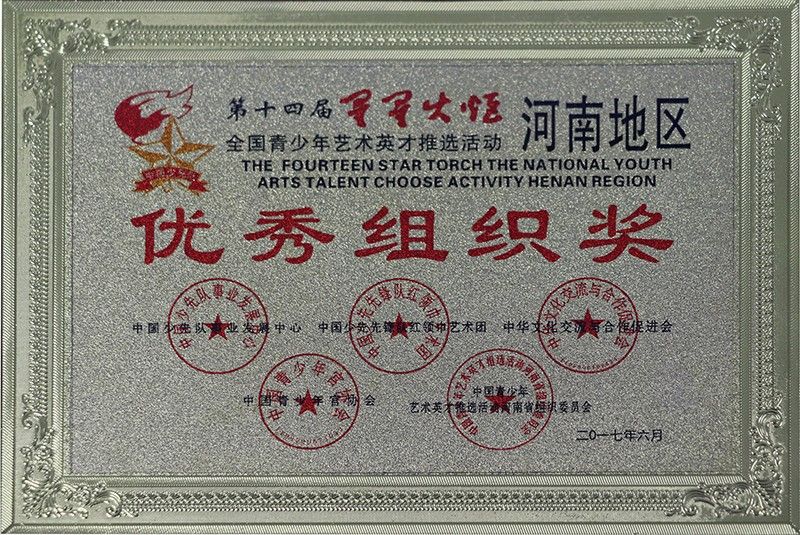 第十四届 星星火炬 河南地区
全国青少年艺术英才推选活动
THE FOURTEEN STAR TORCH THE NATIONAL YOUTH
ARTS TALENT CHOOSE ACTIVITY HENAN REGION
优秀组织奖
中国少先队事业发展中心 中国少先先锋队红领巾艺术团 中华文化交流与合作促进会
中国青少年宫协会
中国青少年
艺术英才推选活动河南省组织委员会
二〇一七年六月